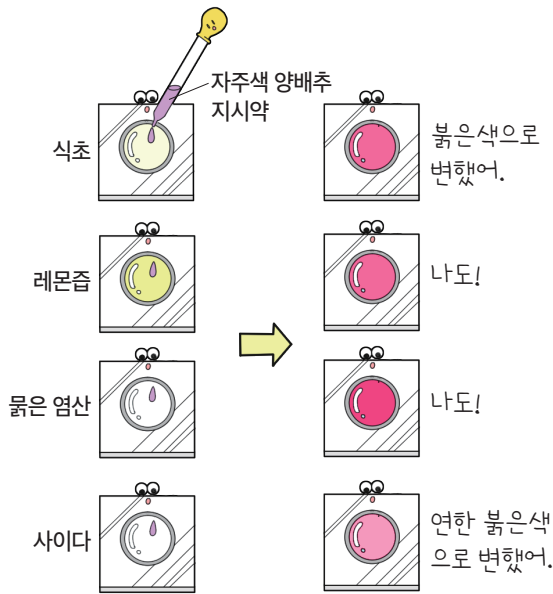 자주색 양배추
지시약
식초
붉은색으로
변했어.
레몬즙
나도!
묽은 염산
나도!
사이다
연한 붉은색
으로 변했어.